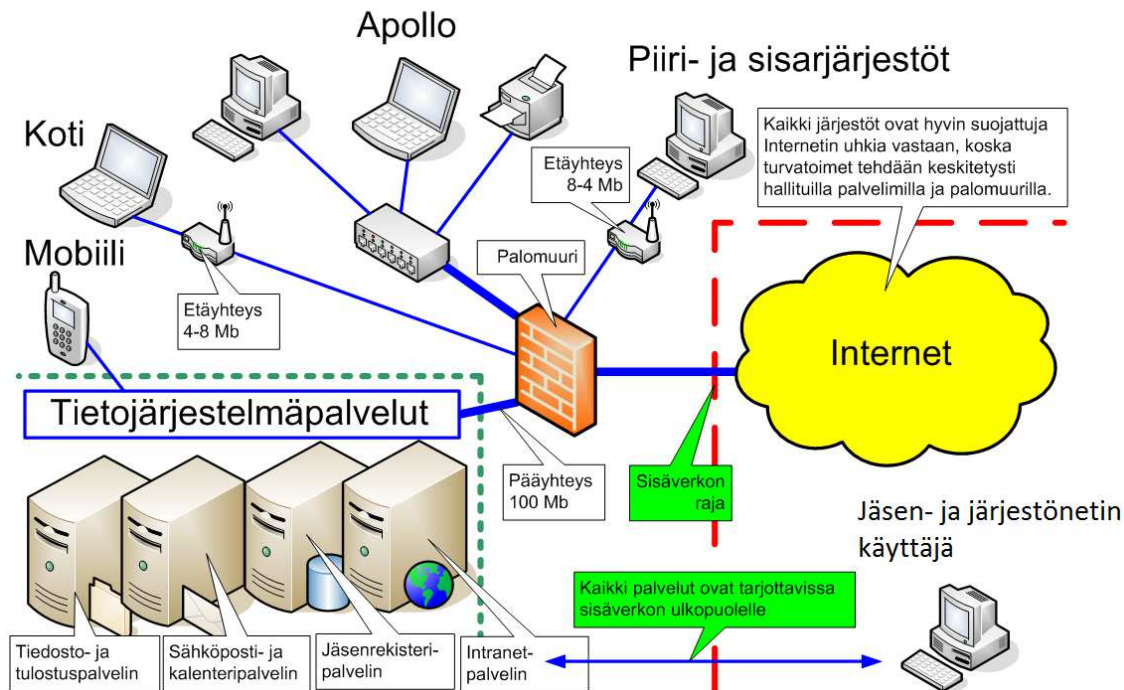 Apollo
Piiri- ja sisarjärjestöt
Koti
Kaikki järjestöt ovat hyvin suojattuja
Internetin uhkia vastaan, koska
turvatoimet tehdään keskitetysti
hallituilla palvelimilla ja palomuurilla.
Etäyhteys
8-4 Mb
Mobiili
Palomuuri
Etäyhteys
4-8 Mb
Internet
Tietojärjestelmäpalvelut
Pääyhteys
100 Mb
Sisäverkon
raja
Jäsen- ja järjestönetin
käyttäjä
Kaikki palvelut ovat tarjottavissa
sisäverkon ulkopuolelle
Tiedosto- ja
tulostuspalvelin
Sähköposti- ja
kalenteripalvelin
Jäsenrekisteri-
palvelin
Intranet-
palvelin